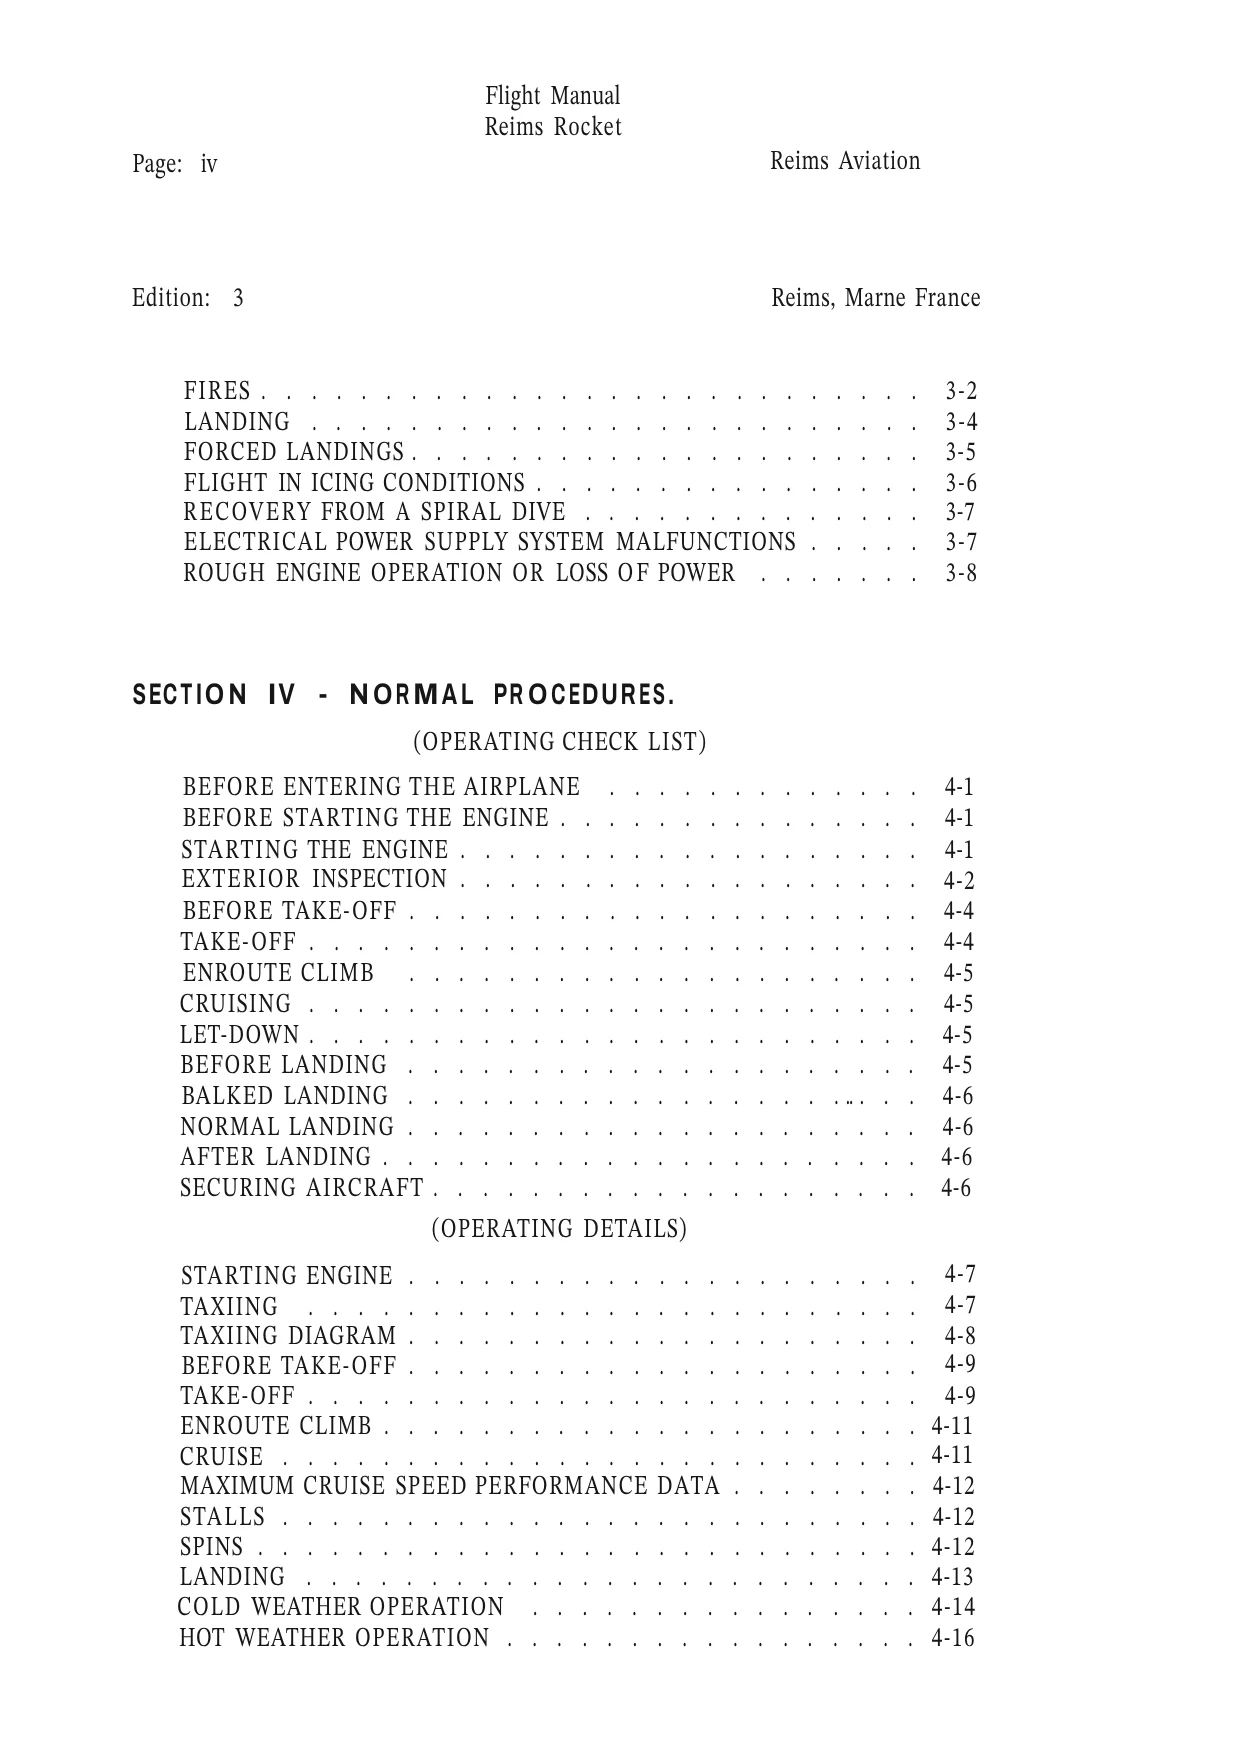 Flight Manual
Reims Rocket
Page: iv Reims Aviation
Edition: 3 Reims, Marne France
FIRES . . . . . . . . . . . . . . . . . . . . . . . . . . . 3-2
LANDING . . . . . . . . . . . . . . . . . . . . . . . . . 3-4
FORCED LANDINGS . . . . . . . . . . . . . . . . . . . . . 3-5
FLIGHT IN ICING CONDITIONS . . . . . . . . . . . . . . . . 3-6
RECOVERY FROM A SPIRAL DIVE . . . . . . . . . . . . . . 3-7
ELECTRICAL POWER SUPPLY SYSTEM MALFUNCTIONS . . . . . 3-7
ROUGH ENGINE OPERATION OR LOSS OF POWER . . . . . . . 3-8
SECTION IV - NORMAL PROCEDURES.
(OPERATING CHECK LIST)
BEFORE ENTERING THE AIRPLANE . . . . . . . . . . . . . 4-1
BEFORE STARTING THE ENGINE . . . . . . . . . . . . . . . 4-1
STARTING THE ENGINE . . . . . . . . . . . . . . . . . . . 4-1
EXTERIOR INSPECTION . . . . . . . . . . . . . . . . . . . 4-2
BEFORE TAKE-OFF . . . . . . . . . . . . . . . . . . . . . 4-4
TAKE-OFF . . . . . . . . . . . . . . . . . . . . . . . . . 4-4
ENROUTE CLIMB . . . . . . . . . . . . . . . . . . . . . 4-5
CRUISING . . . . . . . . . . . . . . . . . . . . . . . . . 4-5
LET-DOWN . . . . . . . . . . . . . . . . . . . . . . . . . 4-5
BEFORE LANDING . . . . . . . . . . . . . . . . . . . . . 4-5
BALKED LANDING . . . . . . . . . . . . . . . . . . .. . . . 4-6
NORMAL LANDING . . . . . . . . . . . . . . . . . . . . . 4-6
AFTER LANDING . . . . . . . . . . . . . . . . . . . . . . 4-6
SECURING AIRCRAFT . . . . . . . . . . . . . . . . . . . . 4-6
(OPERATING DETAILS)
STARTING ENGINE . . . . . . . . . . . . . . . . . . . . . 4-7
TAXIING . . . . . . . . . . . . . . . . . . . . . . . . . 4-7
TAXIING DIAGRAM . . . . . . . . . . . . . . . . . . . . . 4-8
BEFORE TAKE-OFF . . . . . . . . . . . . . . . . . . . . . 4-9
TAKE-OFF . . . . . . . . . . . . . . . . . . . . . . . . . 4-9
ENROUTE CLIMB . . . . . . . . . . . . . . . . . . . . . . 4-11
CRUISE . . . . . . . . . . . . . . . . . . . . . . . . . . 4-11
MAXIMUM CRUISE SPEED PERFORMANCE DATA . . . . . . . . 4-12
STALLS . . . . . . . . . . . . . . . . . . . . . . . . . . 4-12
SPINS . . . . . . . . . . . . . . . . . . . . . . . . . . . 4-12
LANDING . . . . . . . . . . . . . . . . . . . . . . . . . 4-13
COLD WEATHER OPERATION . . . . . . . . . . . . . . . . 4-14
HOT WEATHER OPERATION . . . . . . . . . . . . . . . . . 4-16